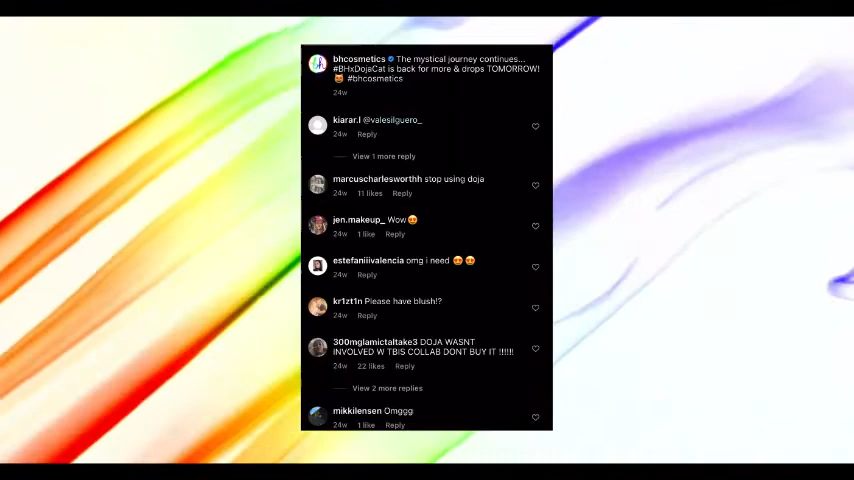 bhcosmetics The mystical journey continues...
#BHxDojaCat is back for more & drops TOMORROW!
😈 #bhcosmetics
24w
kiarar.l @valesilguero_
24w Reply
View 1 more reply
marcuscharlesworthh stop using doja
24w 11 likes Reply
jen.makeup_ Wow😍
24w 1 like Reply
estefaniiivalencia omg i need 😍 😍
24w Reply
kr1zt1n Please have blush!?
24w Reply
300mglamictaltake3 DOJA WASNT
INVOLVED W TBIS COLLAB DONT BUY IT !!!!!!
24w 22 likes Reply
View 2 more replies
mikkilensen Omggg
24w 1 like Reply